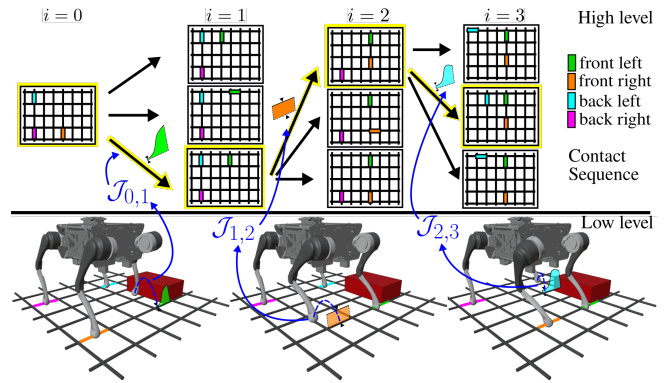 i = 0
i = 1
i = 2
i = 3
High level
front left
front right
back left
back right
Contact
Sequence
𝒥0,1
𝒥1,2
𝒥2,3
Low level